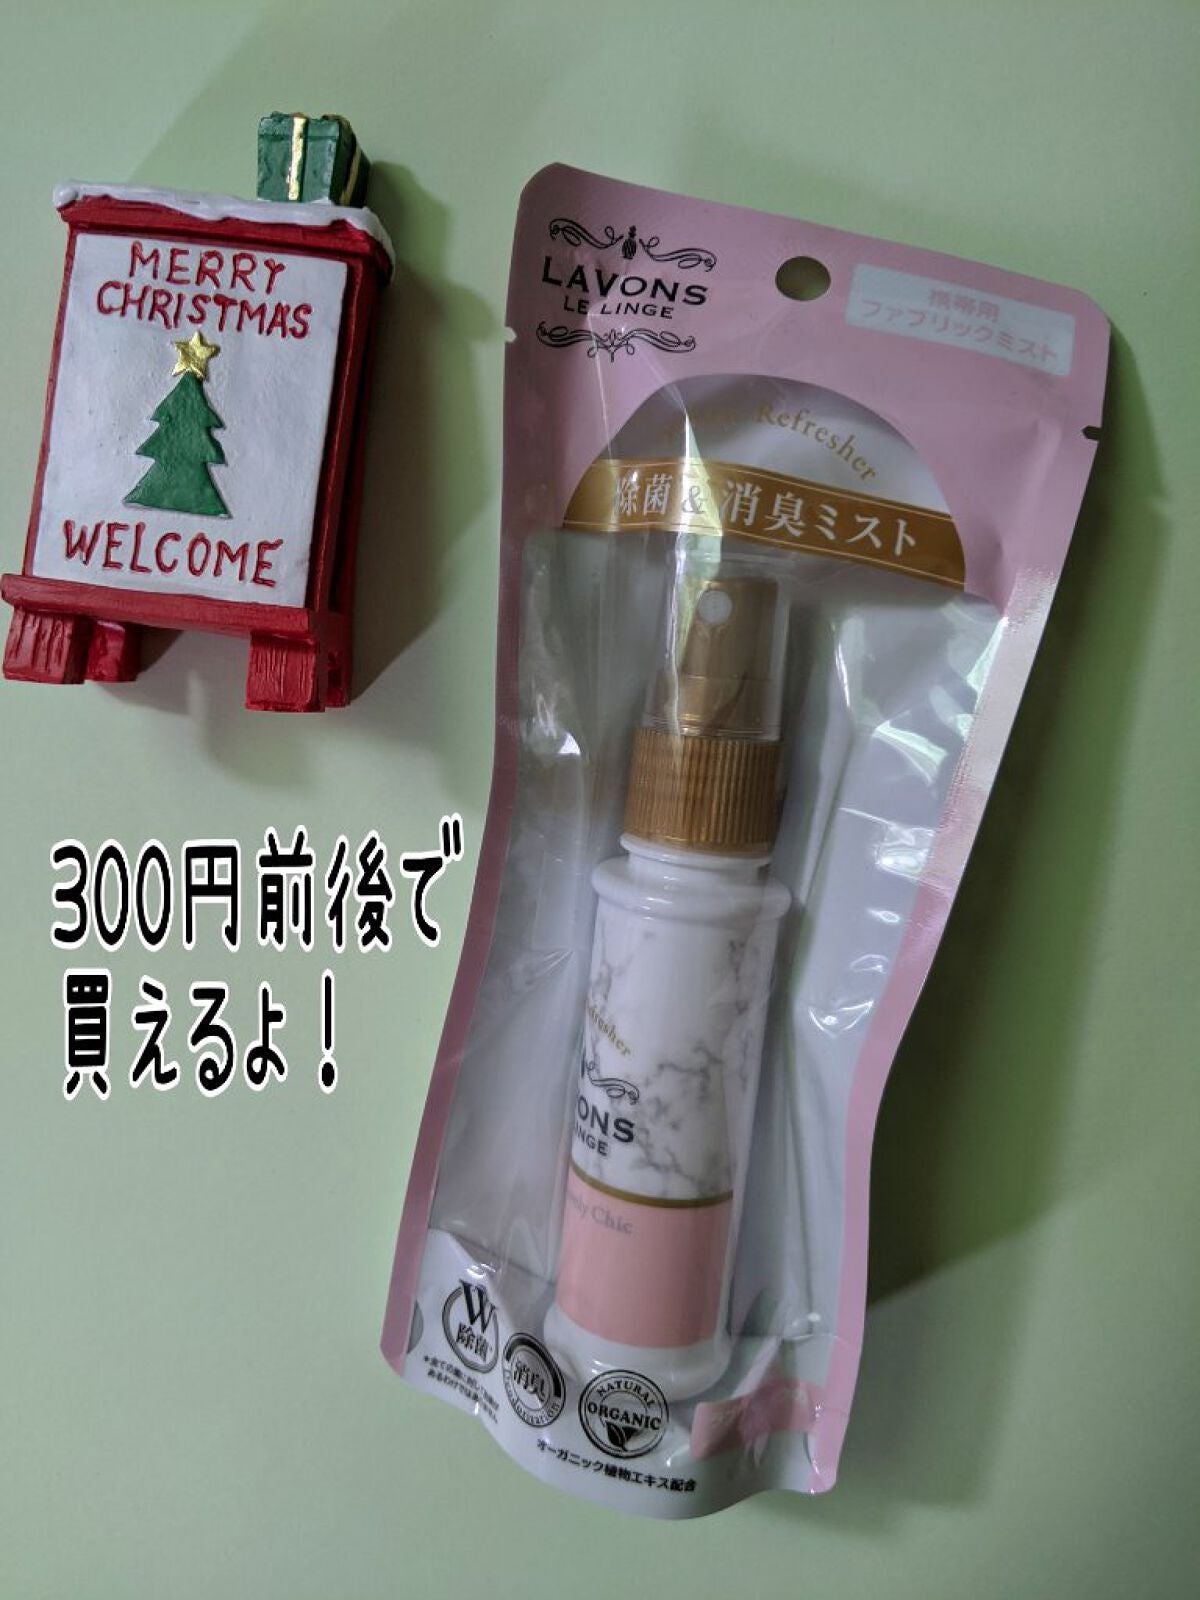 MERRY
CHRISTMAS
WELCOME
LAVONS
LE LINGE
携帯用
ファブリックミスト
Refresher
除菌&消臭ミスト
300円前後で
買えるよ!
ONS
INGE
Chic
W
除菌
消臭
Deodorization
NATURAL
ORGANIC
オーガニック植物エキス配合